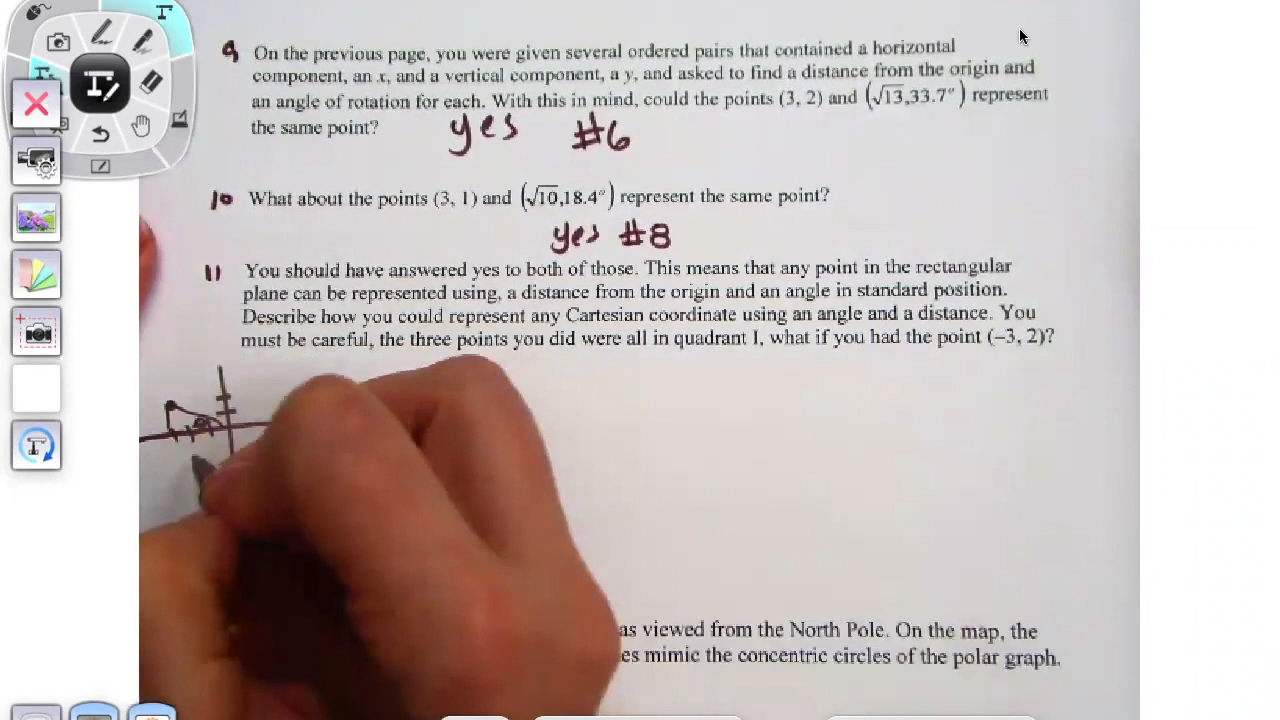 9 On the previous page, you were given several ordered pairs that contained a horizontal
component, an x, and a vertical component, a y, and asked to find a distance from the origin and
an angle of rotation for each. With this in mind, could the points (3, 2) and (√13,33.7°) represent
the same point? yes #6
10 What about the points (3, 1) and (√10,18.4°) represent the same point?
yes #8
11 You should have answered yes to both of those. This means that any point in the rectangular
plane can be represented using, a distance from the origin and an angle in standard position.
Describe how you could represent any Cartesian coordinate using an angle and a distance. You
must be careful, the three points you did were all in quadrant I, what if you had the point (−3, 2)?
as viewed from the North Pole. On the map, the
es mimic the concentric circles of the polar graph.